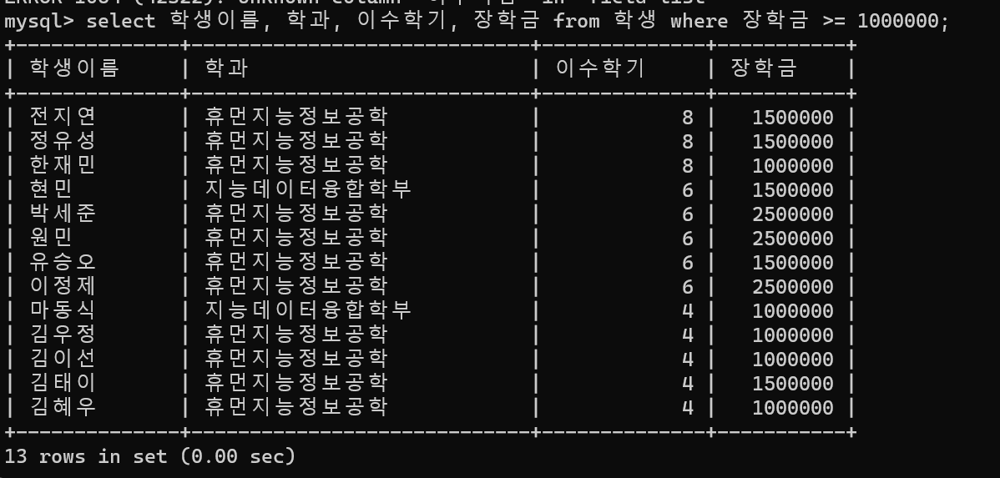 mysql> select 학생이름, 학과, 이수학기, 장학금 from 학생 where 장학금 >= 1000000;
+--------------+-----------------------------+--------------+-----------+
| 학생이름 | 학과 | 이수학기 | 장학금 |
+--------------+-----------------------------+--------------+-----------+
| 전지연 | 휴먼지능정보공학 | 8 | 1500000 |
| 정유성 | 휴먼지능정보공학 | 8 | 1500000 |
| 한재민 | 휴먼지능정보공학 | 8 | 1000000 |
| 현민 | 지능데이터융합학부 | 6 | 1500000 |
| 박세준 | 휴먼지능정보공학 | 6 | 2500000 |
| 원민 | 휴먼지능정보공학 | 6 | 2500000 |
| 유승오 | 휴먼지능정보공학 | 6 | 1500000 |
| 이정제 | 휴먼지능정보공학 | 6 | 2500000 |
| 마동식 | 지능데이터융합학부 | 4 | 1000000 |
| 김우정 | 휴먼지능정보공학 | 4 | 1000000 |
| 김이선 | 휴먼지능정보공학 | 4 | 1000000 |
| 김태이 | 휴먼지능정보공학 | 4 | 1500000 |
| 김혜우 | 휴먼지능정보공학 | 4 | 1000000 |
+--------------+-----------------------------+--------------+-----------+
13 rows in set (0.00 sec)